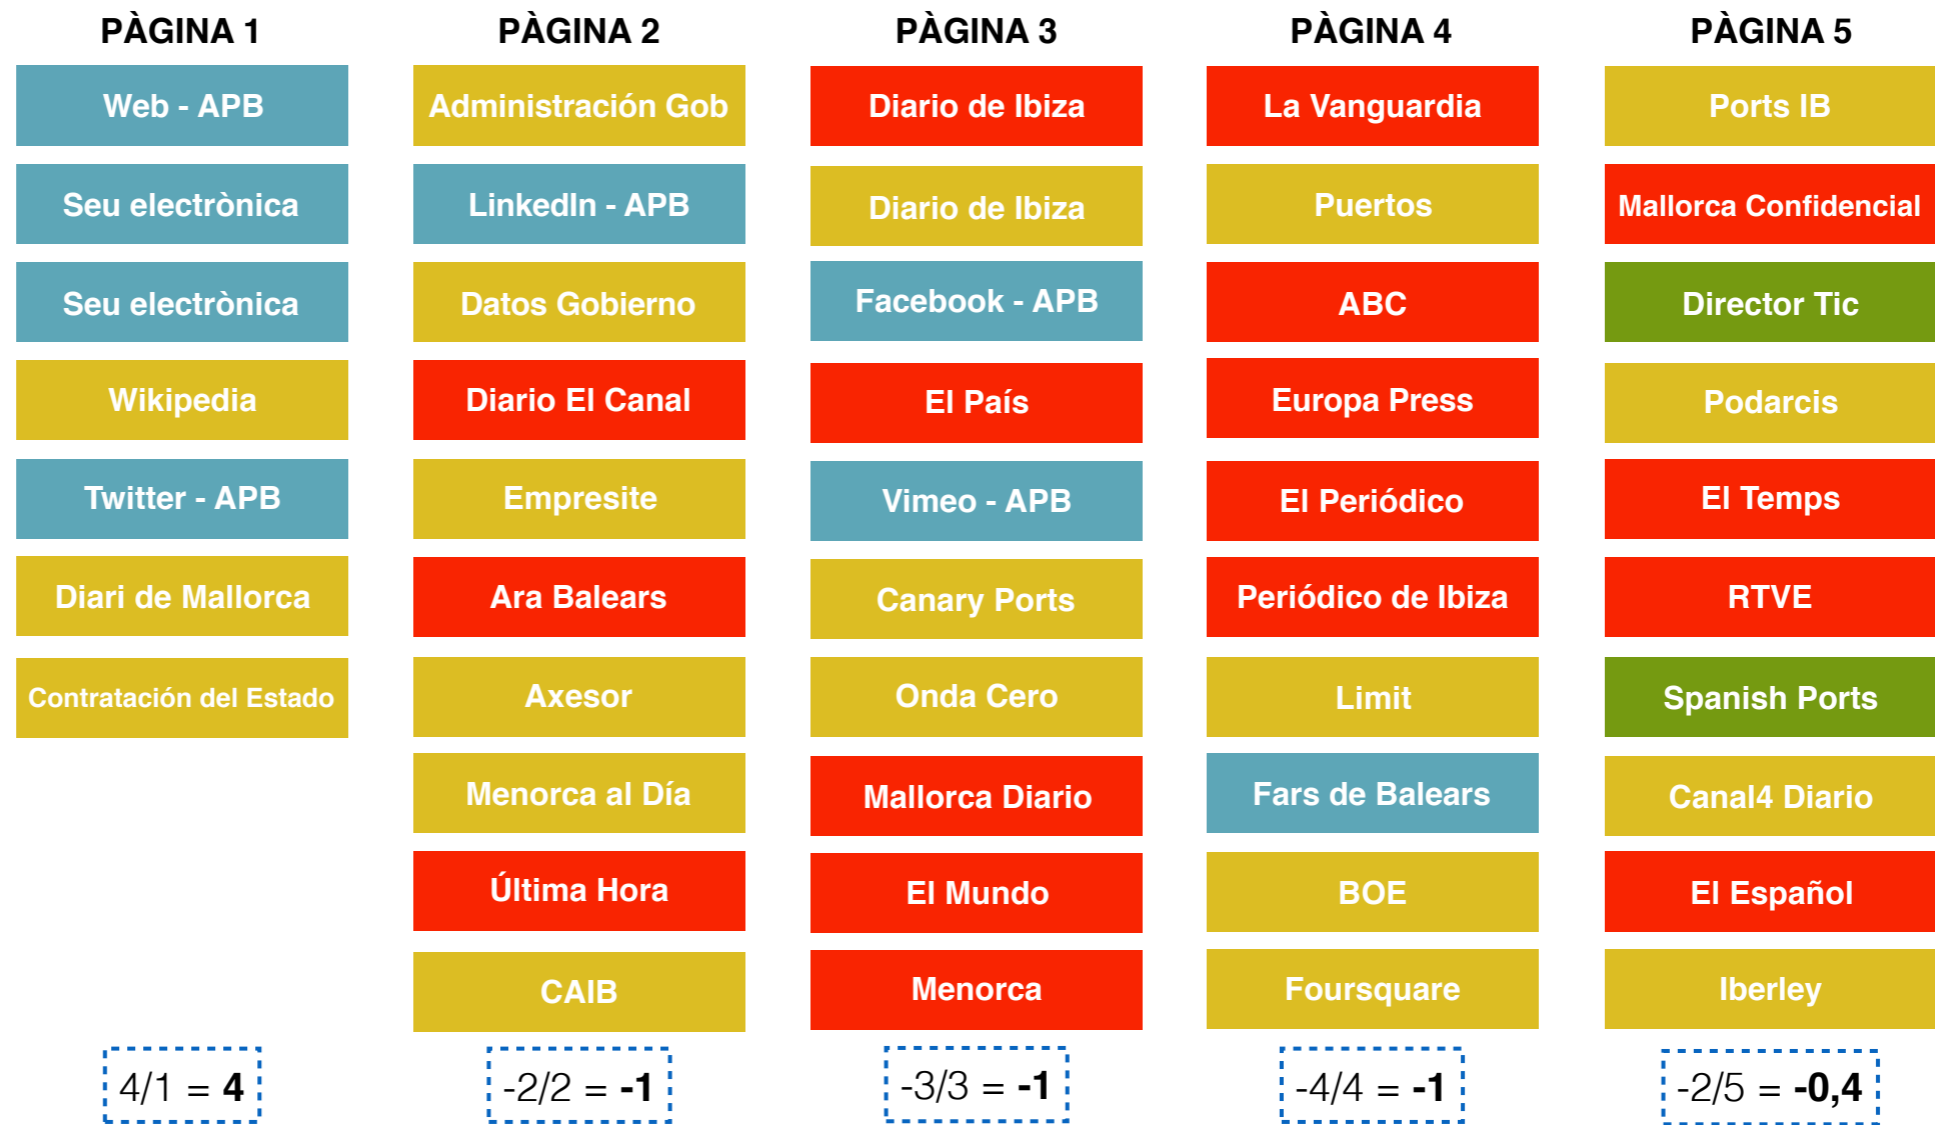 PÀGINA 1
Web - APB
Seu electrònica
Seu electrònica
Wikipedia
Twitter - APB
Diari de Mallorca
Contratación del Estado
4/1 = 4
PÀGINA 2
Administración Gob
LinkedIn - APB
Datos Gobierno
Diario El Canal
Empresite
Ara Balears
Axesor
Menorca al Día
Última Hora
CAIB
-2/2 = -1
PÀGINA 3
Diario de Ibiza
Diario de Ibiza
Facebook - APB
El País
Vimeo - APB
Canary Ports
Onda Cero
Mallorca Diario
El Mundo
Menorca
-3/3 = -1
PÀGINA 4
La Vanguardia
Puertos
ABC
Europa Press
El Periódico
Periódico de Ibiza
Limit
Fars de Balears
BOE
Foursquare
-4/4 = -1
PÀGINA 5
Ports IB
Mallorca Confidencial
Director Tic
Podarcis
El Temps
RTVE
Spanish Ports
Canal4 Diario
El Español
Iberley
-2/5 = -0,4